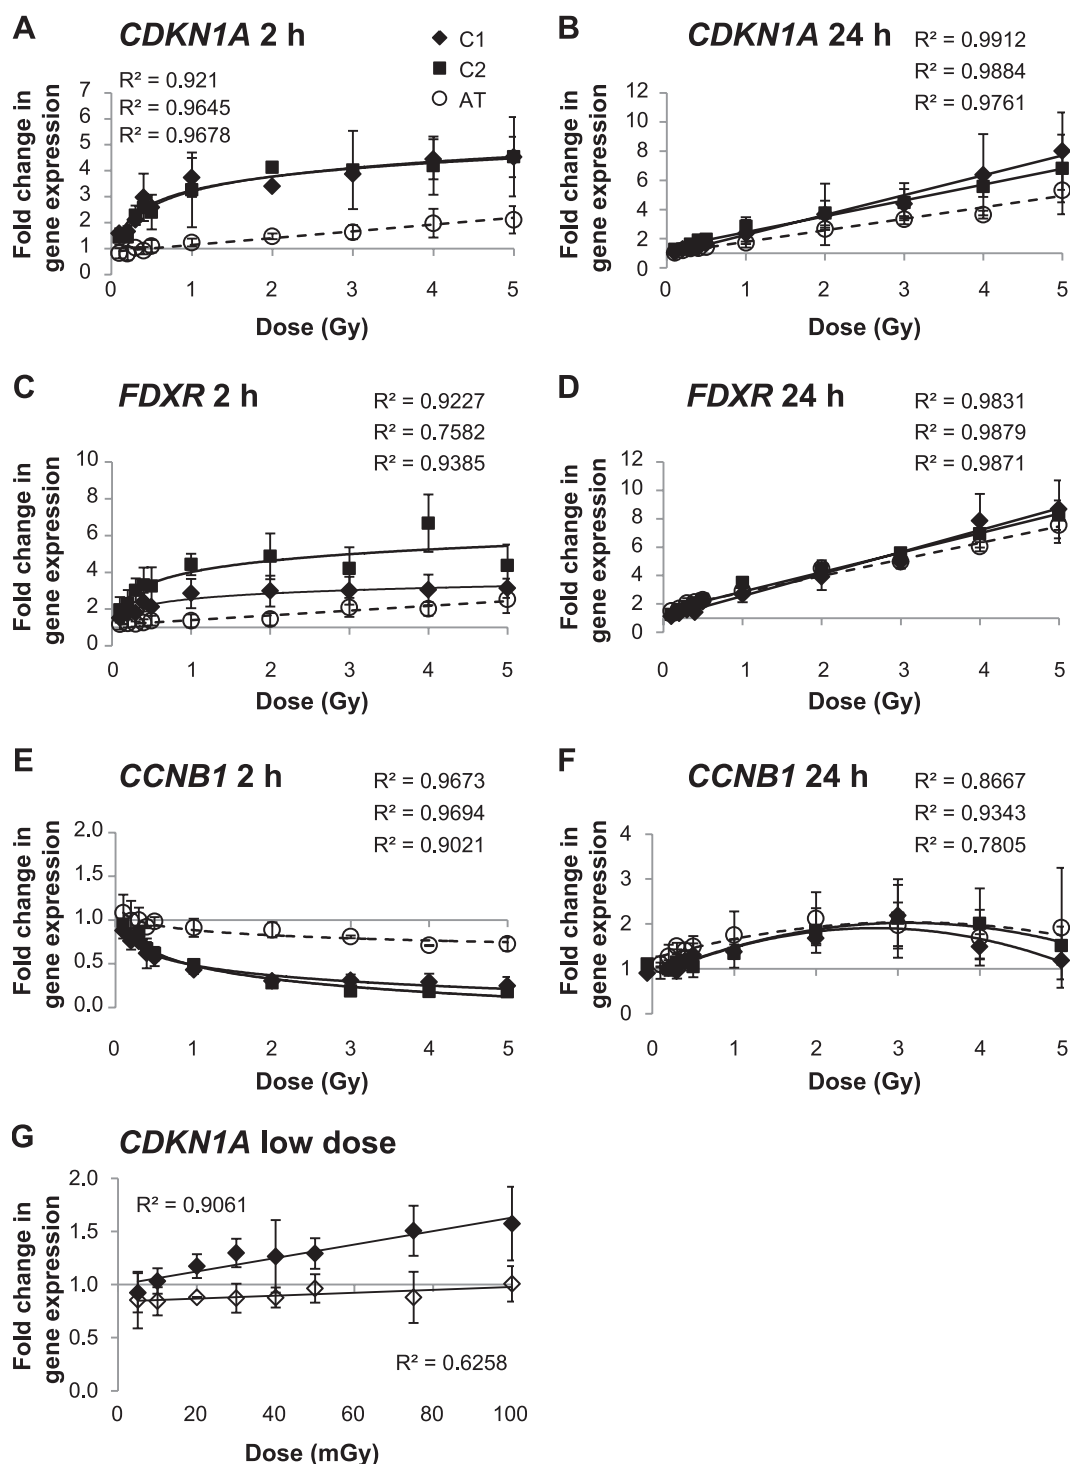 A
CDKN1A 2 h
C1
C2
AT
R² = 0.921
R² = 0.9645
R² = 0.9678
Fold change in
gene expression
7
6
5
4
3
2
1
0
0 1 2 3 4 5
Dose (Gy)
B
CDKN1A 24 h
R² = 0.9912
R² = 0.9884
R² = 0.9761
Fold change in
gene expression
12
10
8
6
4
2
0
0 1 2 3 4 5
Dose (Gy)
C
FDXR 2 h
R² = 0.9227
R² = 0.7582
R² = 0.9385
Fold change in
gene expression
10
8
6
4
2
0
0 1 2 3 4 5
Dose (Gy)
D
FDXR 24 h
R² = 0.9831
R² = 0.9879
R² = 0.9871
Fold change in
gene expression
12
10
8
6
4
2
0
0 1 2 3 4 5
Dose (Gy)
E
CCNB1 2 h
R² = 0.9673
R² = 0.9694
R² = 0.9021
Fold change in
gene expression
2.0
1.5
1.0
0.5
0.0
0 1 2 3 4 5
Dose (Gy)
F
CCNB1 24 h
R² = 0.8667
R² = 0.9343
R² = 0.7805
Fold change in
gene expression
4
3
2
1
0
0 1 2 3 4 5
Dose (Gy)
G
CDKN1A low dose
R² = 0.9061
Fold change in
gene expression
2.0
1.5
1.0
0.5
0.0
R² = 0.6258
0 20 40 60 80 100
Dose (mGy)